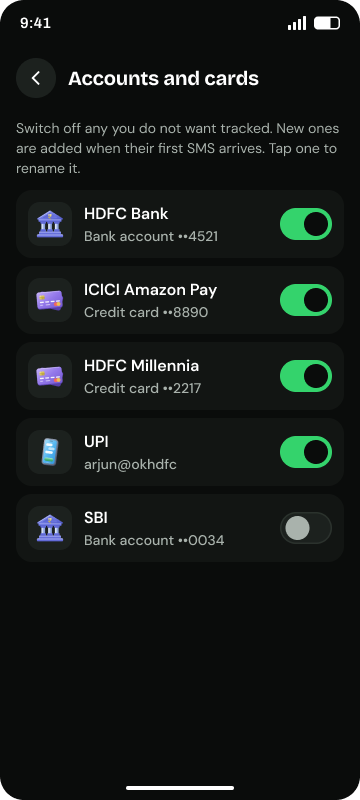 9:41
Accounts and cards
Switch off any you do not want tracked. New ones
are added when their first SMS arrives. Tap one to
rename it.
HDFC Bank
Bank account ••4521
ICICI Amazon Pay
Credit card ••8890
HDFC Millennia
Credit card ••2217
UPI
arjun@okhdfc
SBI
Bank account ••0034